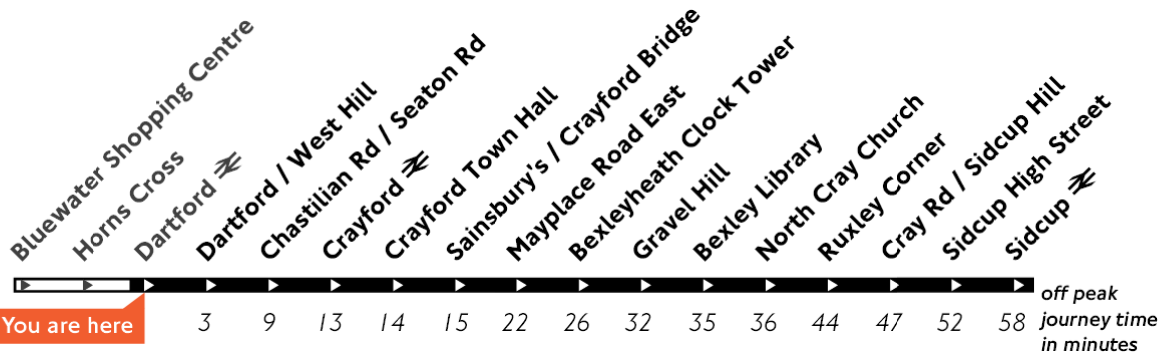 Bluewater Shopping Centre
Horns Cross
Dartford
Dartford / West Hill
Chastilian Rd / Seaton Rd
Crayford
Crayford Town Hall
Sainsbury's / Crayford Bridge
Mayplace Road East
Bexleyheath Clock Tower
Gravel Hill
Bexley Library
North Cray Church
Ruxley Corner
Cray Rd / Sidcup Hill
Sidcup High Street
Sidcup
You are here
3 9 13 14 15 22 26 32 35 36 44 47 52 58
off peak
journey time
in minutes